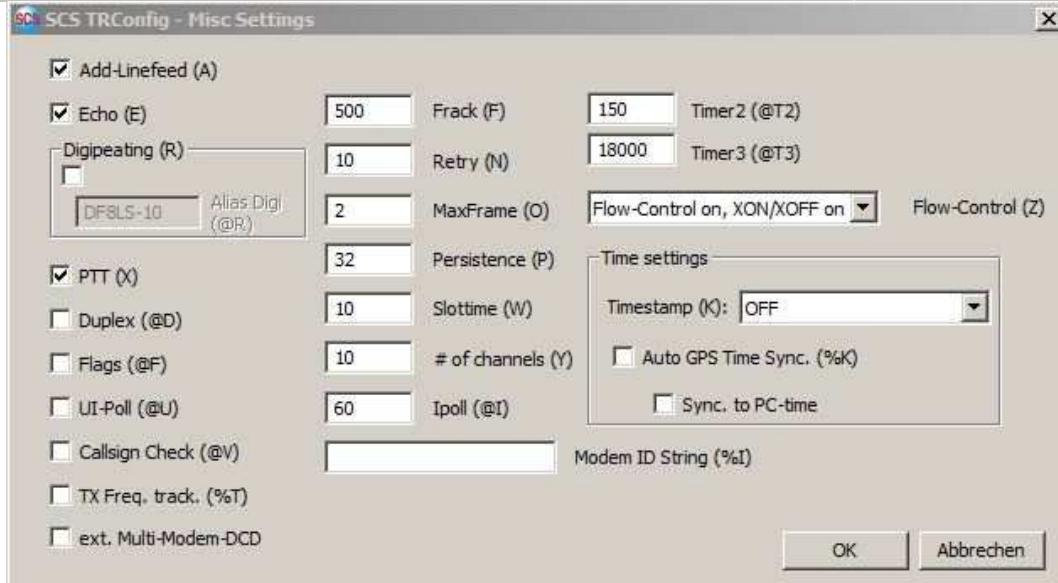 SCS TRConfig - Misc Settings
Add-Linefeed (A)
Echo (E)
Digipeating (R)
DF8LS-10
Alias Digi
(@R)
PTT (X)
Duplex (@D)
Flags (@F)
UI-Poll (@U)
Callsign Check (@V)
TX Freq. track. (%T)
ext. Multi-Modem-DCD
500 Frack (F)
10 Retry (N)
2 MaxFrame (O)
32 Persistence (P)
10 Slottime (W)
10 # of channels (Y)
60 Ipoll (@I)
Modem ID String (%I)
150 Timer2 (@T2)
18000 Timer3 (@T3)
Flow-Control on, XON/XOFF on Flow-Control (Z)
Time settings
Timestamp (K): OFF
Auto GPS Time Sync. (%K)
Sync. to PC-time
OK
Abbrechen